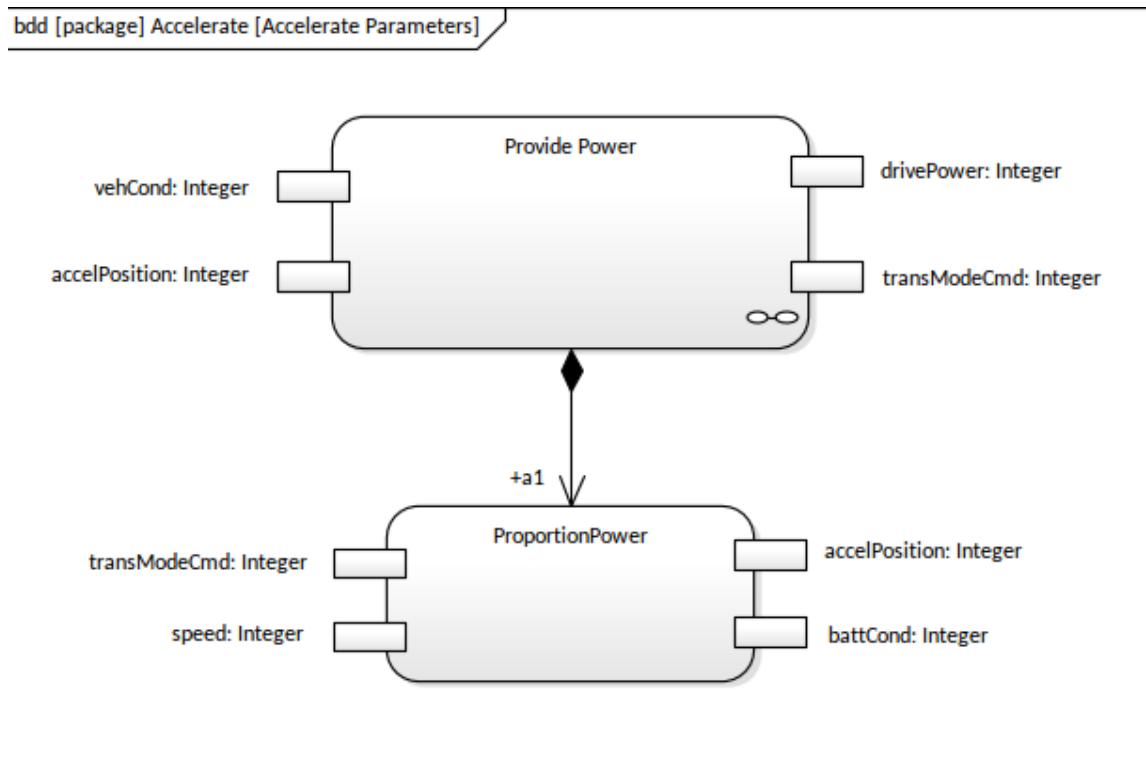 bdd [package] Accelerate [Accelerate Parameters]
Provide Power
vehCond: Integer
drivePower: Integer
accelPosition: Integer
transModeCmd: Integer
+a1
ProportionPower
transModeCmd: Integer
accelPosition: Integer
speed: Integer
battCond: Integer